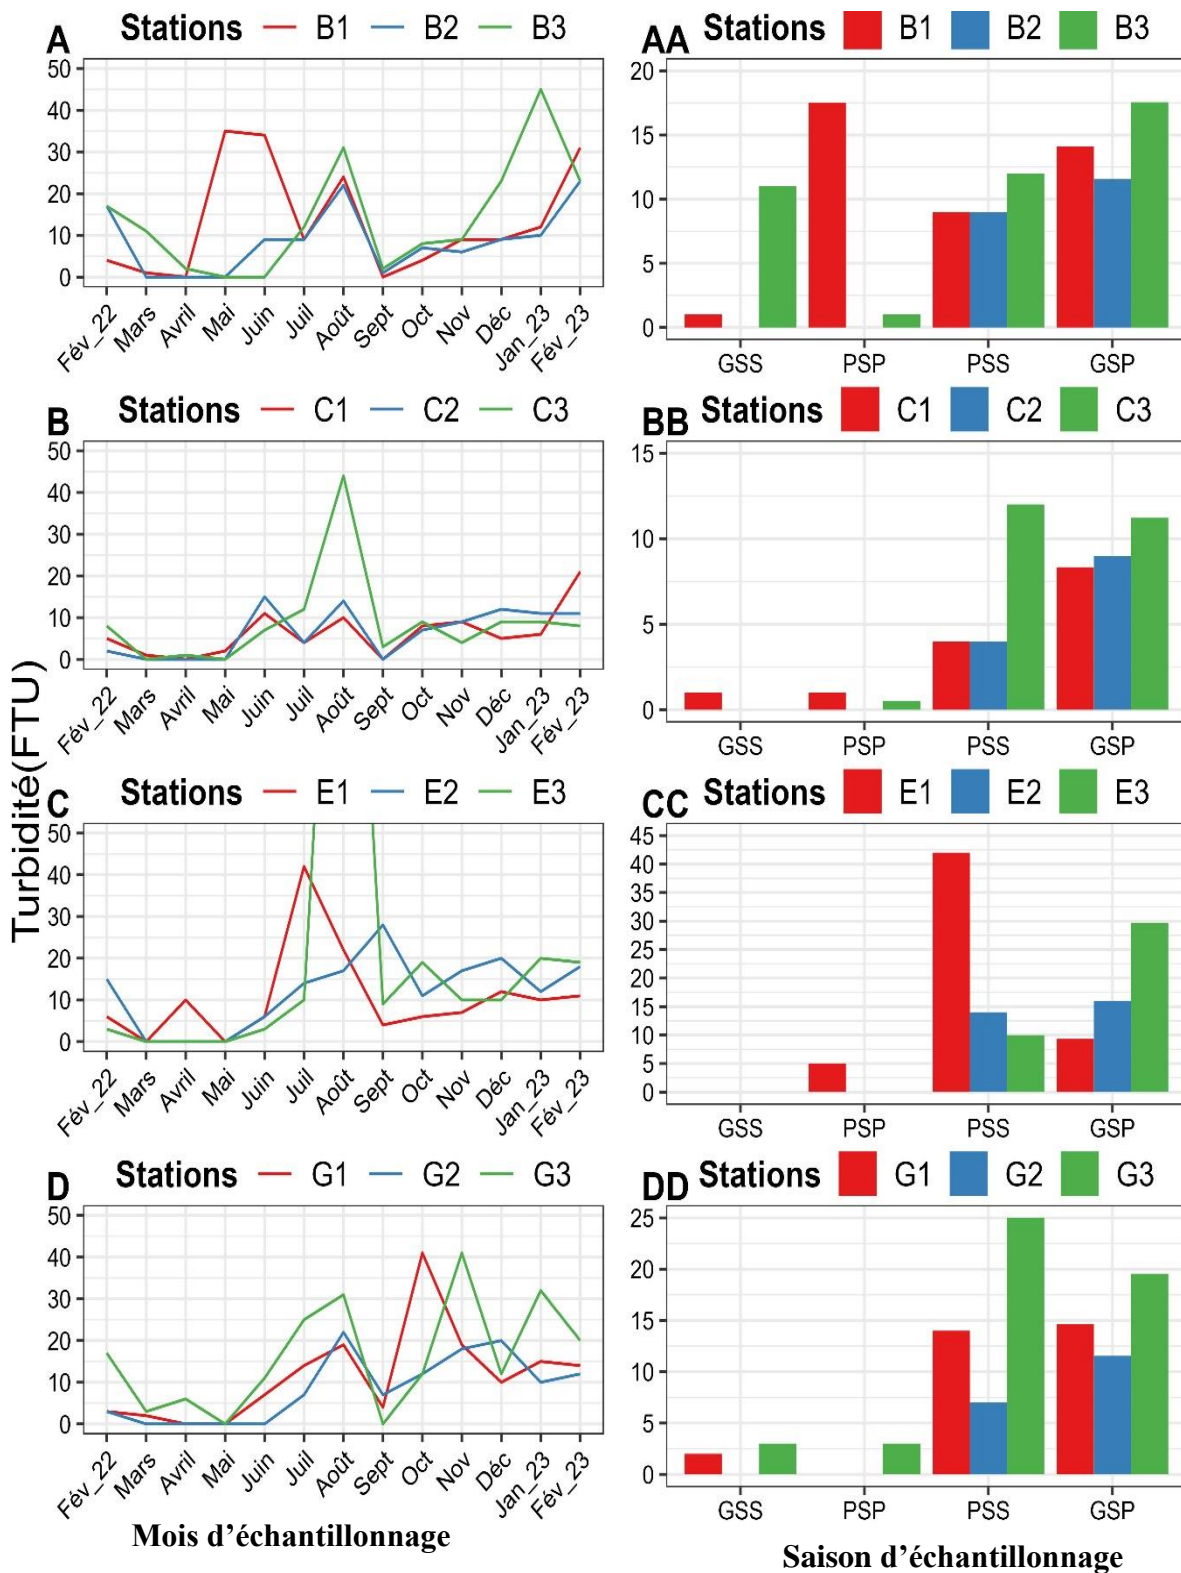 A Stations B1 B2 B3
50
40
30
20
10
0
Fév_22 Mars Avril Mai Juin Juil Août Sept Oct Nov Déc Jan_23 Fév_23
AA Stations B1 B2 B3
20
15
10
5
0
GSS PSP PSS GSP
B Stations C1 C2 C3
50
40
30
20
10
0
Fév_22 Mars Avril Mai Juin Juil Août Sept Oct Nov Déc Jan_23 Fév_23
BB Stations C1 C2 C3
15
10
5
0
GSS PSP PSS GSP
Turbidité(FTU)
C Stations E1 E2 E3
50
40
30
20
10
0
Fév_22 Mars Avril Mai Juin Juil Août Sept Oct Nov Déc Jan_23 Fév_23
CC Stations E1 E2 E3
45
40
35
30
25
20
15
10
5
0
GSS PSP PSS GSP
D Stations G1 G2 G3
50
40
30
20
10
0
Fév_22 Mars Avril Mai Juin Juil Août Sept Oct Nov Déc Jan_23 Fév_23
Mois d’échantillonnage
DD Stations G1 G2 G3
25
20
15
10
5
0
GSS PSP PSS GSP
Saison d’échantillonnage